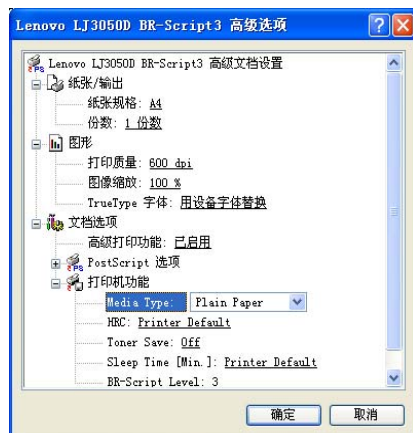 Lenovo LJ3050D BR-Script3 高级选项
Lenovo LJ3050D BR-Script3 高级文档设置
纸张/输出
纸张规格: A4
份数: 1 份数
图形
打印质量: 600 dpi
图像缩放: 100 %
TrueType 字体: 用设备字体替换
文档选项
高级打印功能: 已启用
PostScript 选项
打印机功能
Media Type: Plain Paper
HRC: Printer Default
Toner Save: Off
Sleep Time [Min.]: Printer Default
BR-Script Level: 3
确定 取消